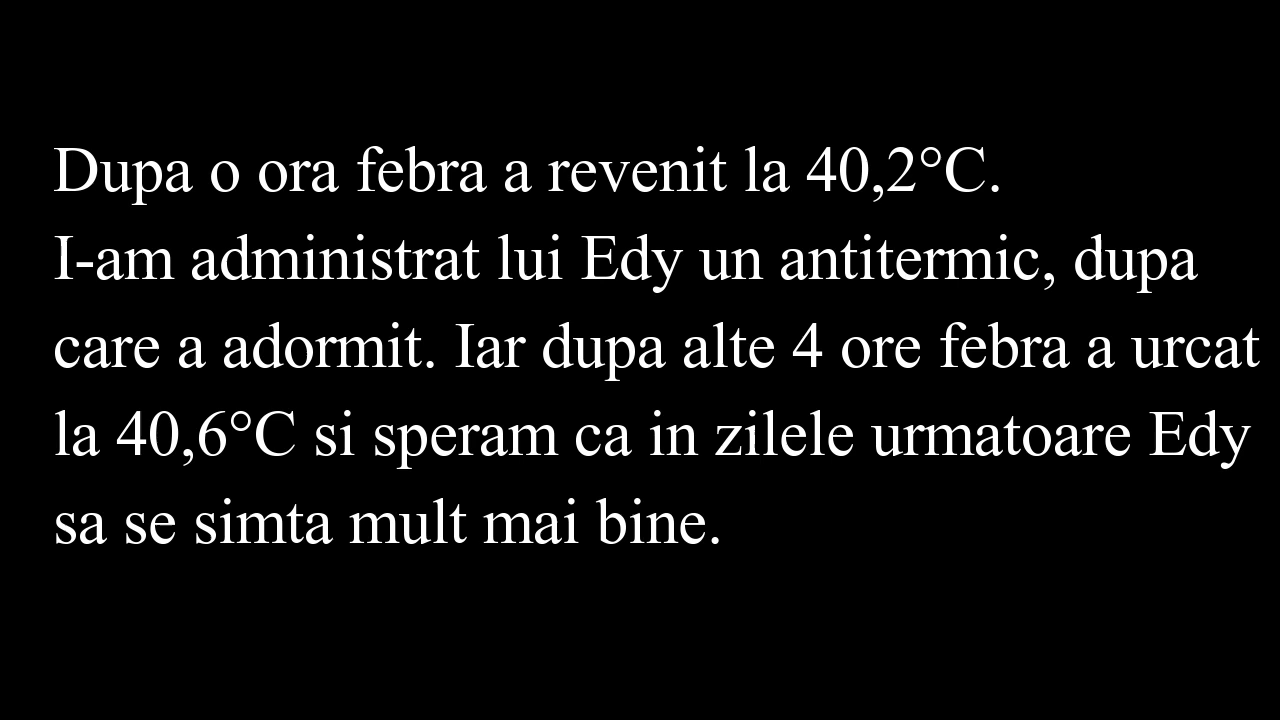 Dupa o ora febra a revenit la 40,2°C.
I-am administrat lui Edy un antitermic, dupa
care a adormit. Iar dupa alte 4 ore febra a urcat
la 40,6°C si speram ca in zilele urmatoare Edy
sa se simta mult mai bine.